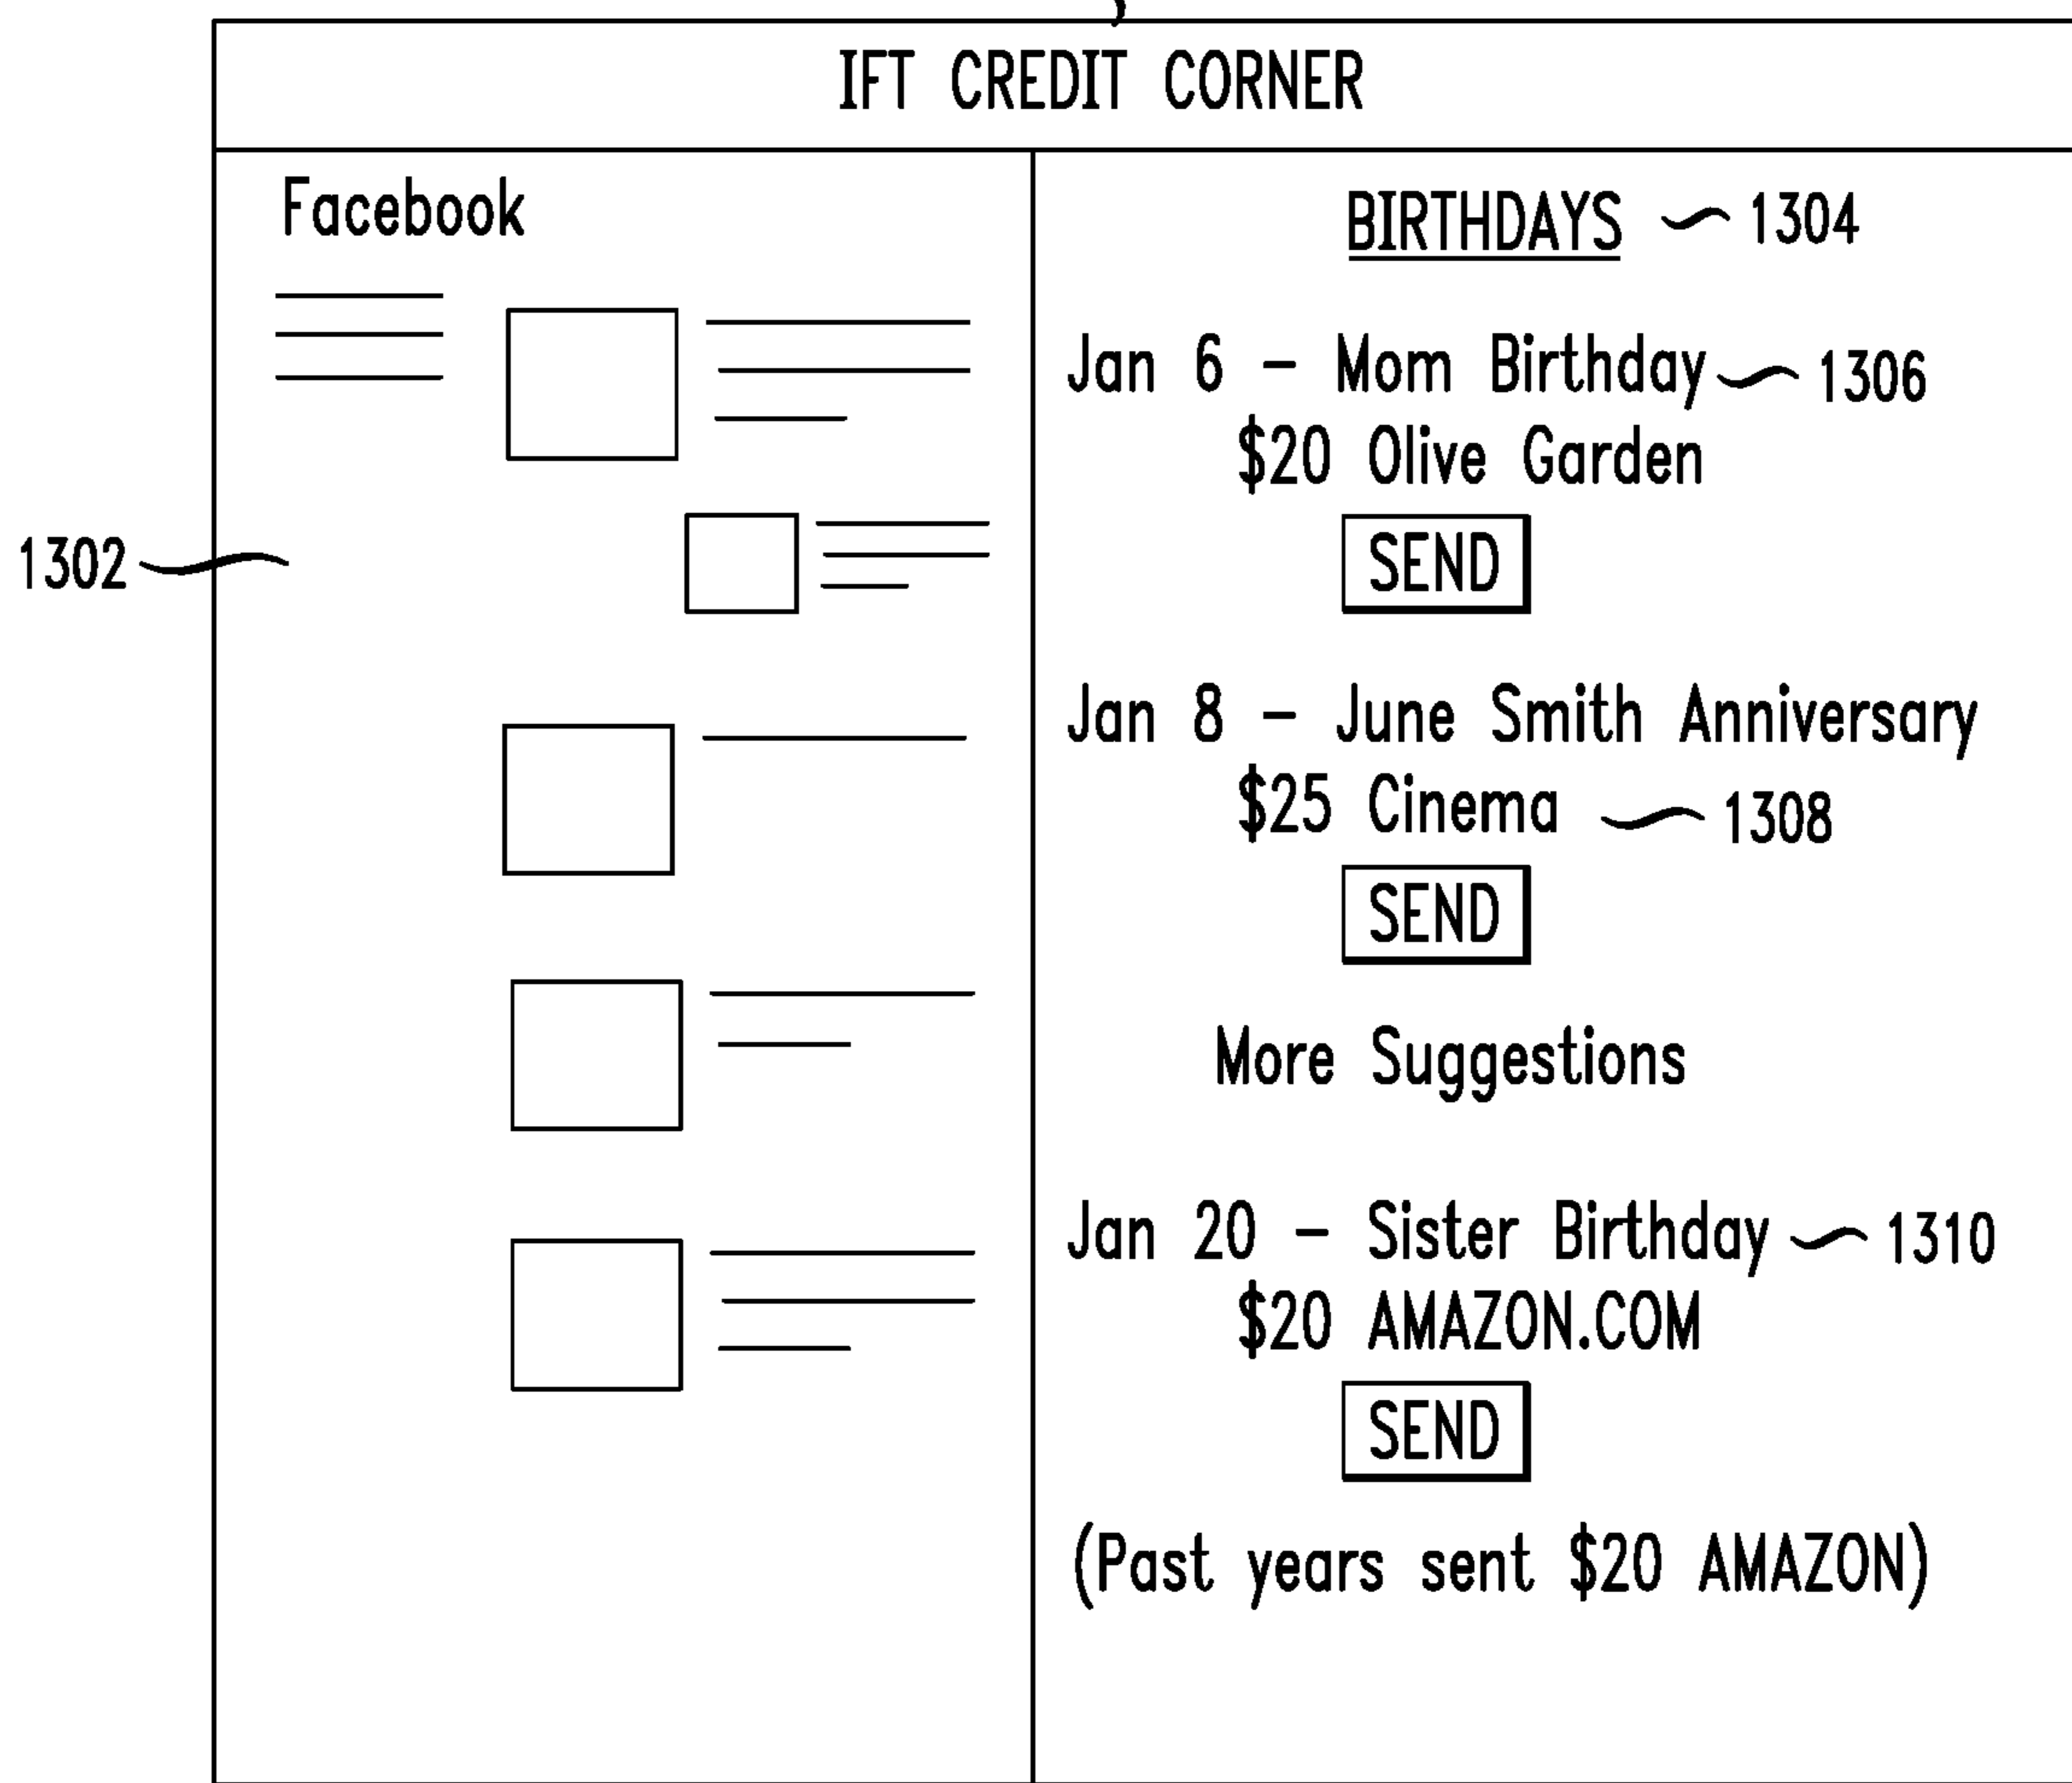 IFT CREDIT CORNER
Facebook
1302
BIRTHDAYS 1304
Jan 6 - Mom Birthday 1306
$20 Olive Garden
SEND
Jan 8 - June Smith Anniversary
$25 Cinema 1308
SEND
More Suggestions
Jan 20 - Sister Birthday 1310
$20 AMAZON.COM
SEND
(Past years sent $20 AMAZON)